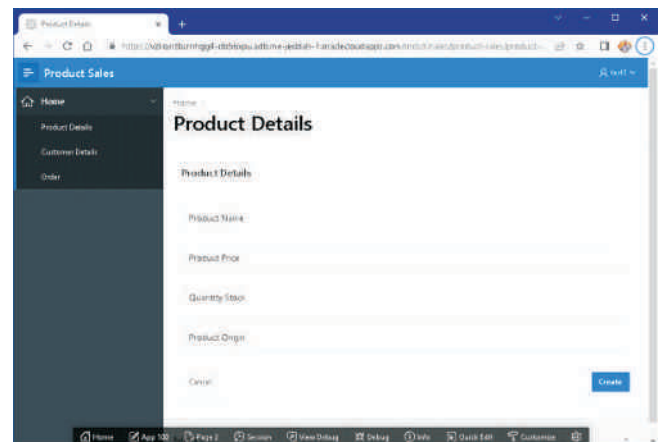 Product Details
Product Sales
test1
Home
Product Details
Customer Details
Order
Home
Product Details
Product Details
Product Name
Product Price
Quantity Stock
Product Origin
Cancel
Create
Home App 100 Page 2 Session View Debug Debug Info Quick Edit Customize